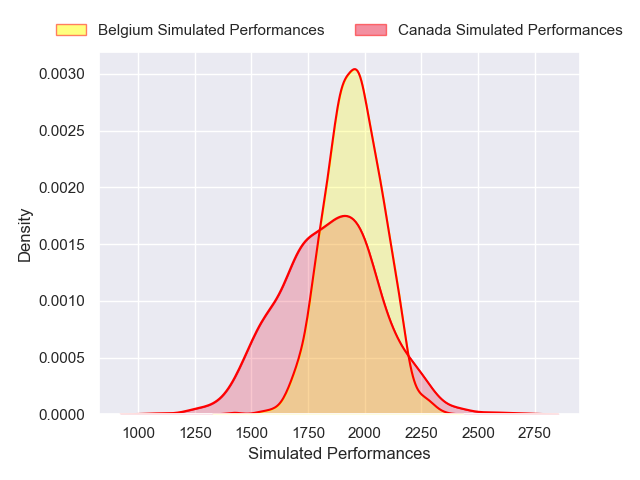 Belgium Simulated Performances
Canada Simulated Performances
0.0030
0.0025
0.0020
0.0015
0.0010
0.0005
0.0000
Density
1000 1250 1500 1750 2000 2250 2500 2750
Simulated Performances